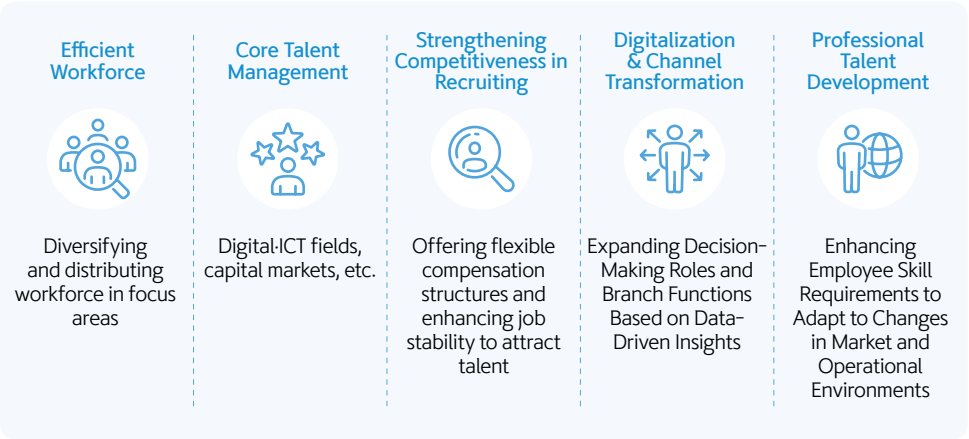 Efficient
Workforce
Diversifying
and distributing
workforce in focus
areas
Core Talent
Management
Digital·ICT fields,
capital markets, etc.
Strengthening
Competitiveness in
Recruiting
Offering flexible
compensation
structures and
enhancing job
stability to attract
talent
Digitalization
& Channel
Transformation
Expanding Decision-
Making Roles and
Branch Functions
Based on Data-
Driven Insights
Professional
Talent
Development
Enhancing
Employee Skill
Requirements to
Adapt to Changes
in Market and
Operational
Environments